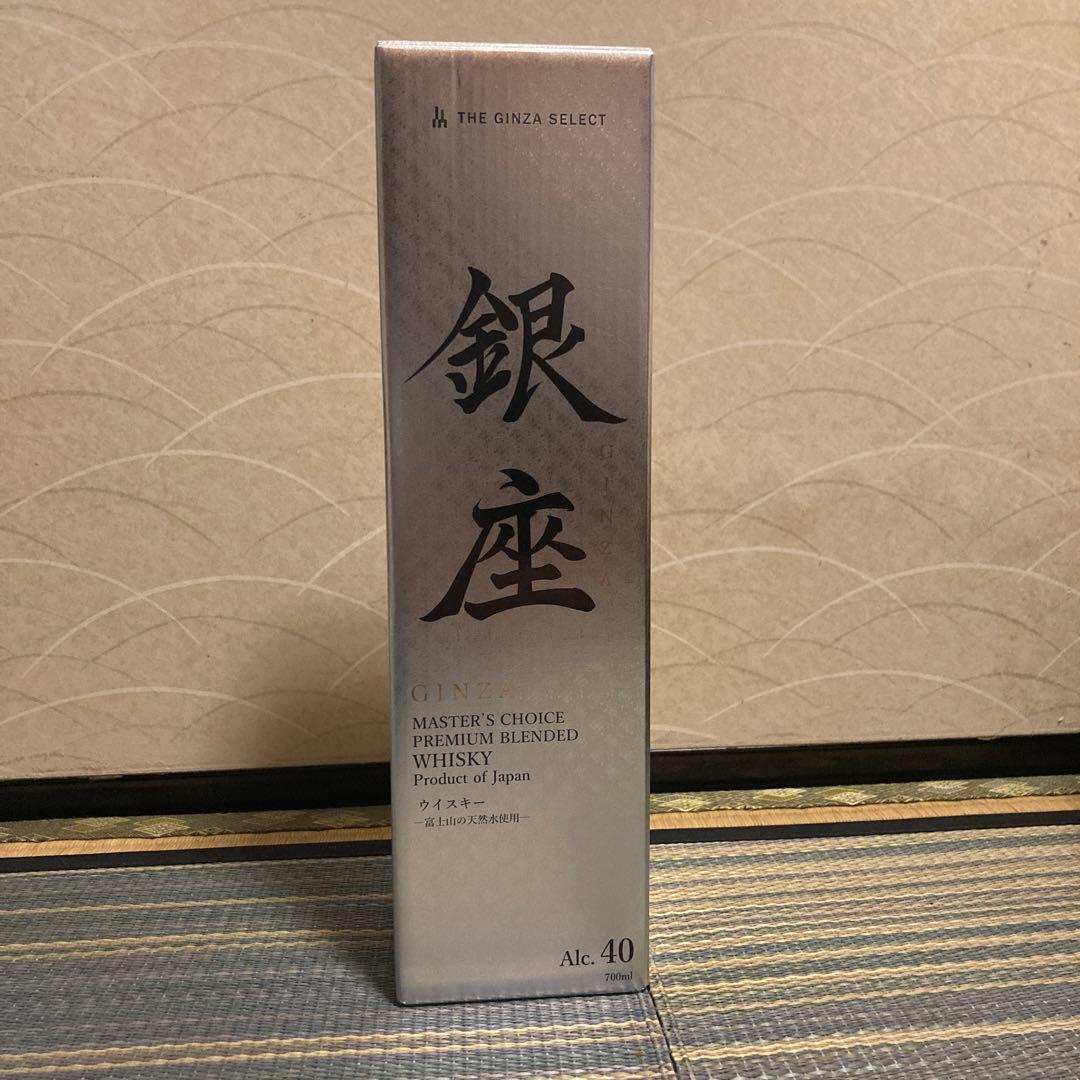 THE GINZA SELECT
銀座
GINZA
GINZA
MASTER'S CHOICE
PREMIUM BLENDED
WHISKY
Product of Japan
ウイスキー
―富士山の天然水使用―
Alc. 40
700ml